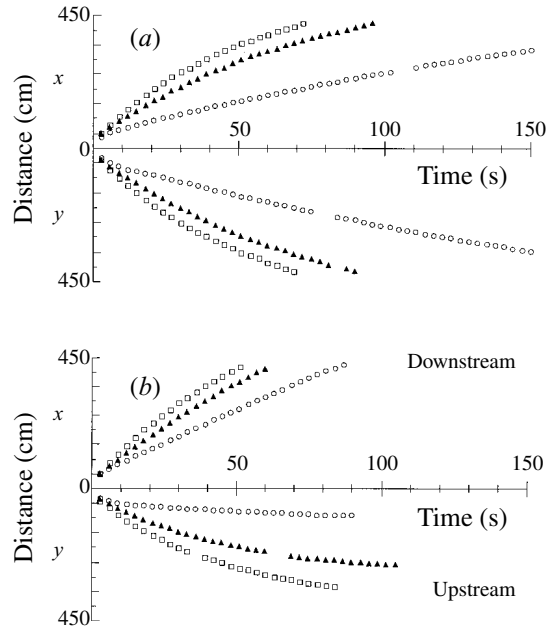 450
(a)
x
Distance (cm)
0
50
100
150
Time (s)
y
450
450
Downstream
(b)
x
Distance (cm)
0
50
100
150
Time (s)
y
Upstream
450